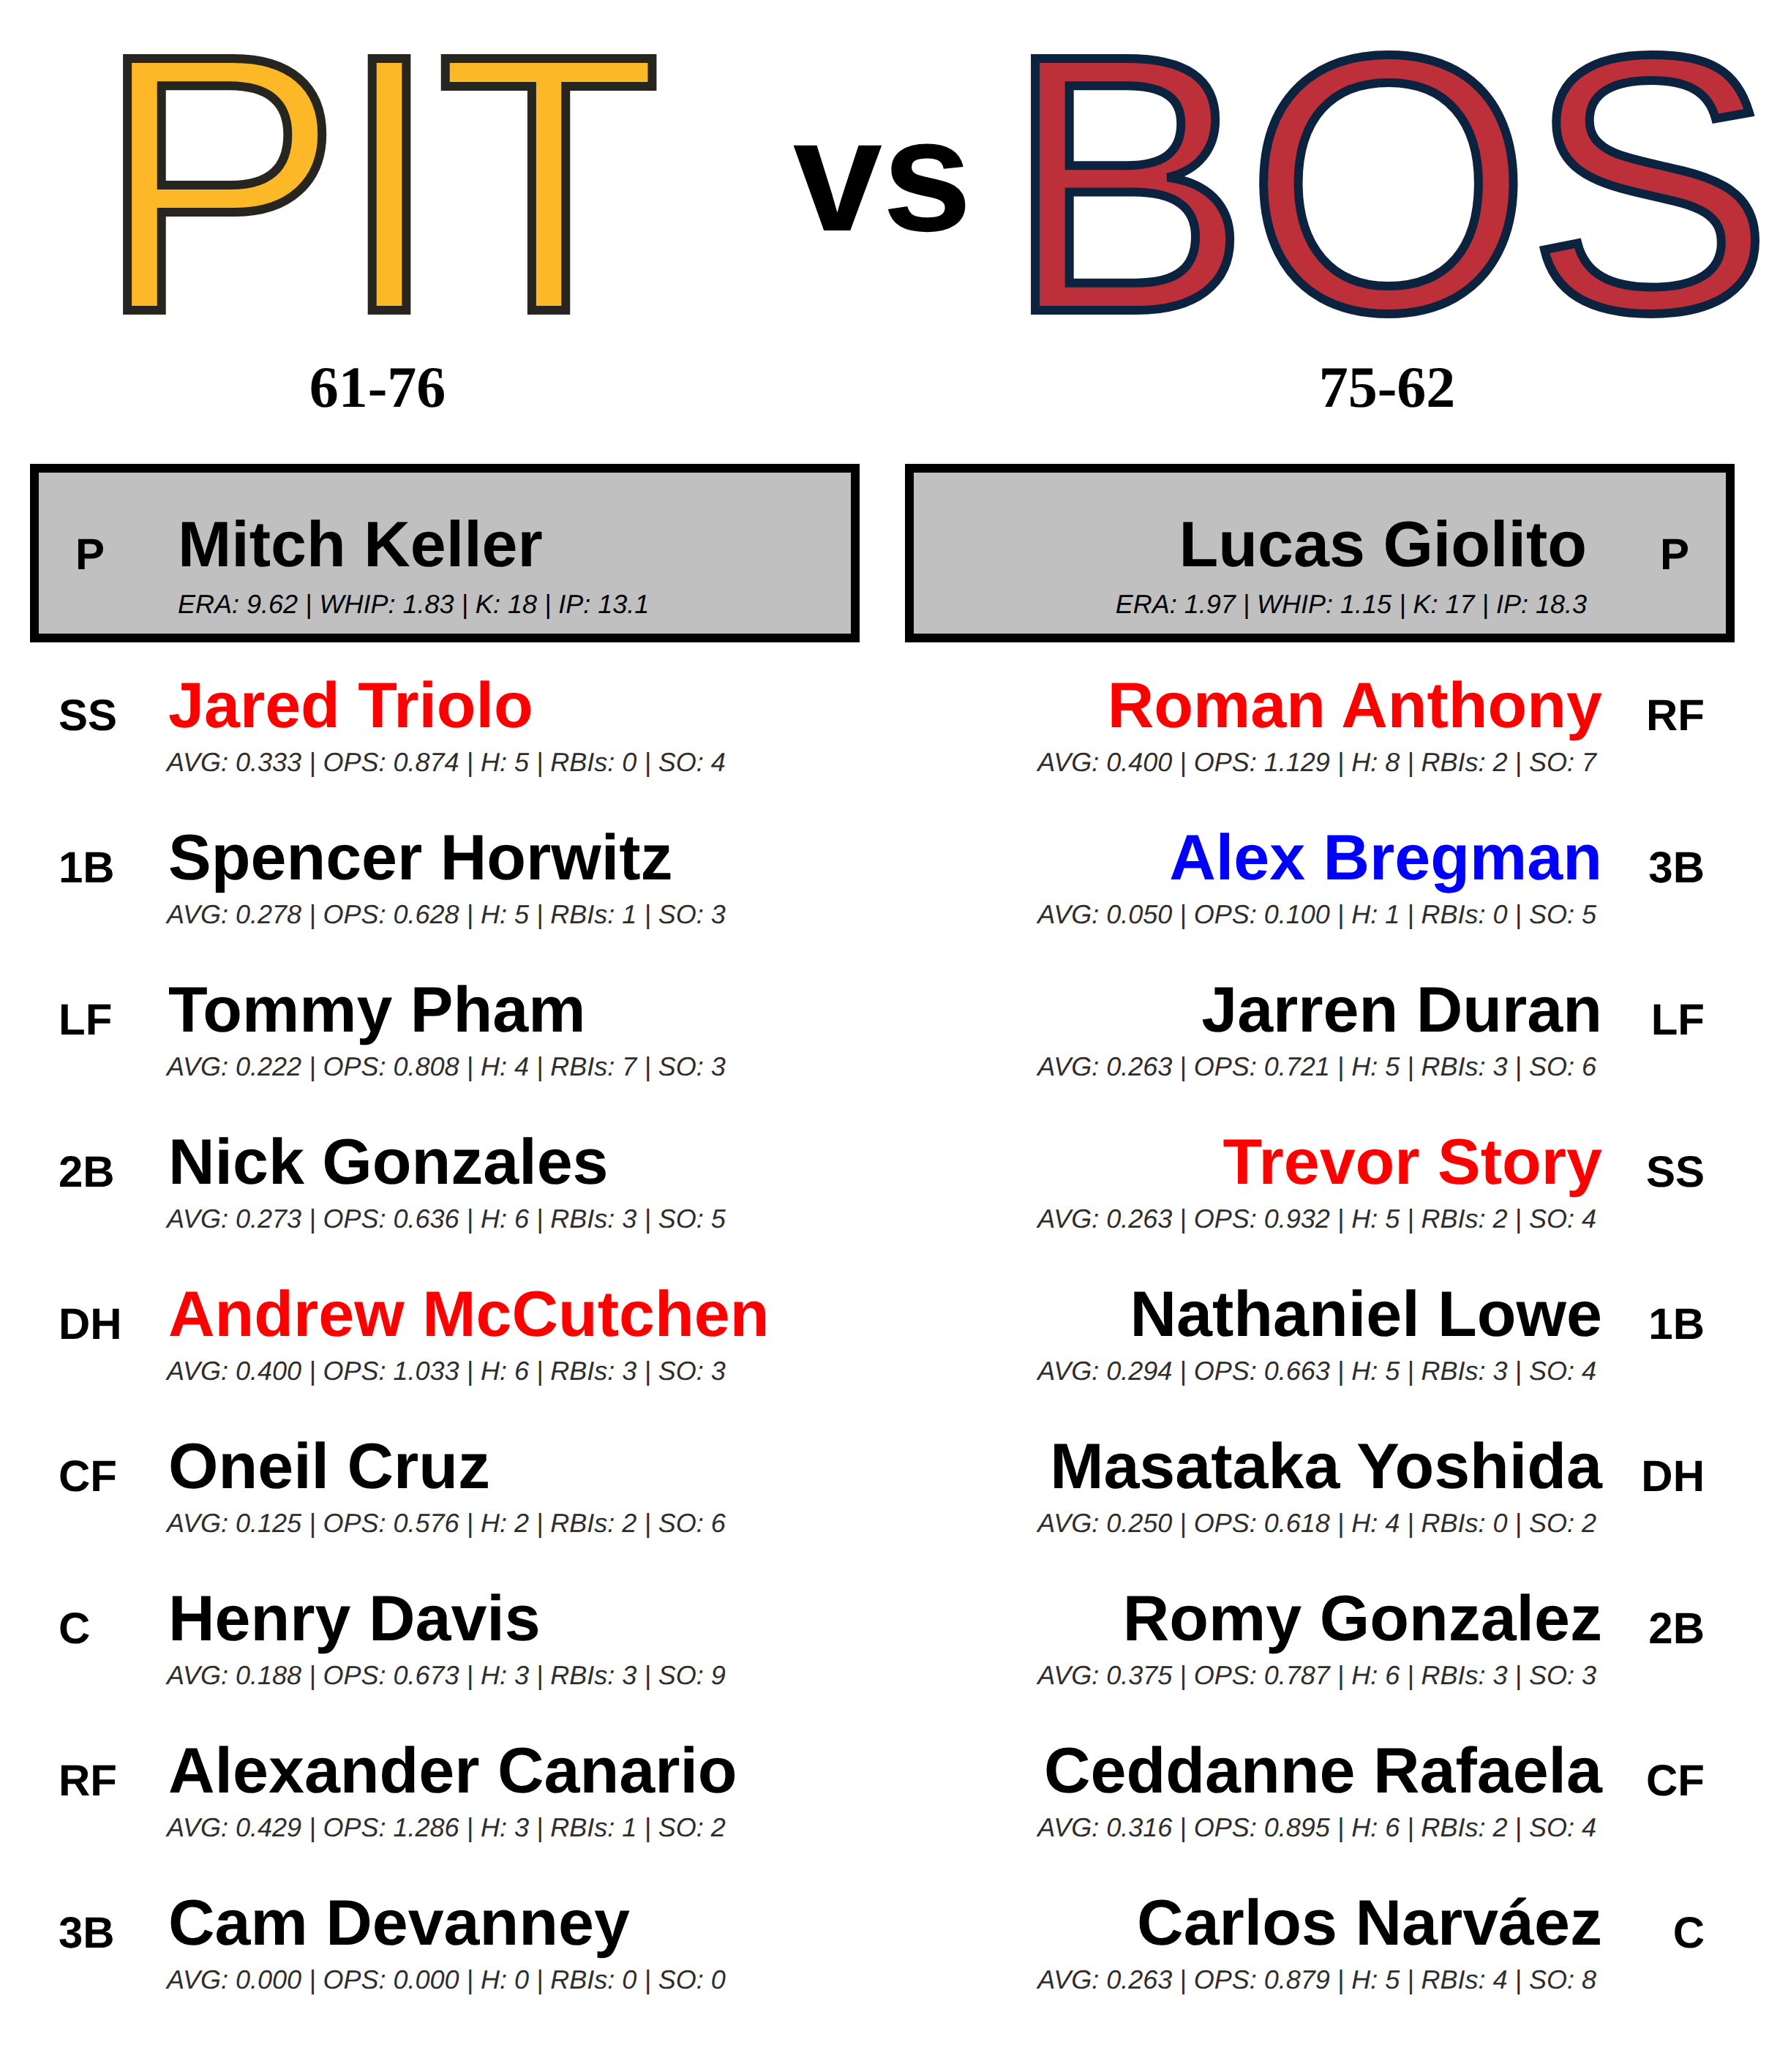 PIT vs BOS
61-76 75-62
P Mitch Keller
ERA: 9.62 | WHIP: 1.83 | K: 18 | IP: 13.1
Lucas Giolito P
ERA: 1.97 | WHIP: 1.15 | K: 17 | IP: 18.3
SS Jared Triolo
AVG: 0.333 | OPS: 0.874 | H: 5 | RBIs: 0 | SO: 4
Roman Anthony RF
AVG: 0.400 | OPS: 1.129 | H: 8 | RBIs: 2 | SO: 7
1B Spencer Horwitz
AVG: 0.278 | OPS: 0.628 | H: 5 | RBIs: 1 | SO: 3
Alex Bregman 3B
AVG: 0.050 | OPS: 0.100 | H: 1 | RBIs: 0 | SO: 5
LF Tommy Pham
AVG: 0.222 | OPS: 0.808 | H: 4 | RBIs: 7 | SO: 3
Jarren Duran LF
AVG: 0.263 | OPS: 0.721 | H: 5 | RBIs: 3 | SO: 6
2B Nick Gonzales
AVG: 0.273 | OPS: 0.636 | H: 6 | RBIs: 3 | SO: 5
Trevor Story SS
AVG: 0.263 | OPS: 0.932 | H: 5 | RBIs: 2 | SO: 4
DH Andrew McCutchen
AVG: 0.400 | OPS: 1.033 | H: 6 | RBIs: 3 | SO: 3
Nathaniel Lowe 1B
AVG: 0.294 | OPS: 0.663 | H: 5 | RBIs: 3 | SO: 4
CF Oneil Cruz
AVG: 0.125 | OPS: 0.576 | H: 2 | RBIs: 2 | SO: 6
Masataka Yoshida DH
AVG: 0.250 | OPS: 0.618 | H: 4 | RBIs: 0 | SO: 2
C Henry Davis
AVG: 0.188 | OPS: 0.673 | H: 3 | RBIs: 3 | SO: 9
Romy Gonzalez 2B
AVG: 0.375 | OPS: 0.787 | H: 6 | RBIs: 3 | SO: 3
RF Alexander Canario
AVG: 0.429 | OPS: 1.286 | H: 3 | RBIs: 1 | SO: 2
Ceddanne Rafaela CF
AVG: 0.316 | OPS: 0.895 | H: 6 | RBIs: 2 | SO: 4
3B Cam Devanney
AVG: 0.000 | OPS: 0.000 | H: 0 | RBIs: 0 | SO: 0
Carlos Narváez C
AVG: 0.263 | OPS: 0.879 | H: 5 | RBIs: 4 | SO: 8